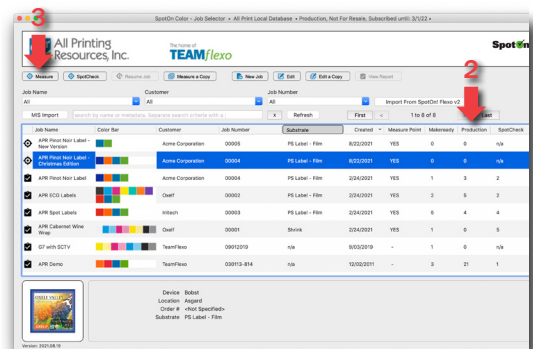 SpotOn Color - Job Selector • All Print Local Database • Production, Not For Resale, Subscribed until: 3/1/22 •
3
All Printing
Resources, Inc.
The home of
TEAMflexo
SpotOn
Measure SpotCheck Resume Job Measure a Copy New Job Edit Edit a Copy View Report
2
Job Name Customer Job Number
All All All Import From SpotOn! Flexo v2
MIS Import search by name or metadata. Separate search criteria with a ; x Refresh First < 1 to 8 of 8 Last
Job Name Color Bar Customer Job Number Substrate Created Measure Point Makeready Production SpotCheck
APR Pinot Noir Label -
New Version Acme Corporation 00005 PS Label - Film 8/22/2021 YES 0 0 n/a
APR Pinot Noir Label -
Christmas Edition Acme Corporation 00004 PS Label - Film 8/22/2021 YES 0 0 n/a
APR Pinot Noir Label Acme Corporation 00004 PS Label - Film 2/24/2021 YES 1 3 2
APR ECG Labels Oxelf 00002 PS Label - Film 2/24/2021 YES 2 5 2
APR Spot Labels Initech 00003 PS Label - Film 2/24/2021 YES 6 4 4
APR Cabernet Wine
Wrap Oxelf 00001 Shrink 2/24/2021 YES 1 0 5
G7 with SCTV TeamFlexo 09012019 n/a 9/03/2019 - 1 0 n/a
APR Demo TeamFlexo 030113-814 n/a 12/02/2011 - 3 21 1
Device Bobst
Location Asgard
Order # <Not Specified>
Substrate PS Label - Film
Version: 2021.08.19